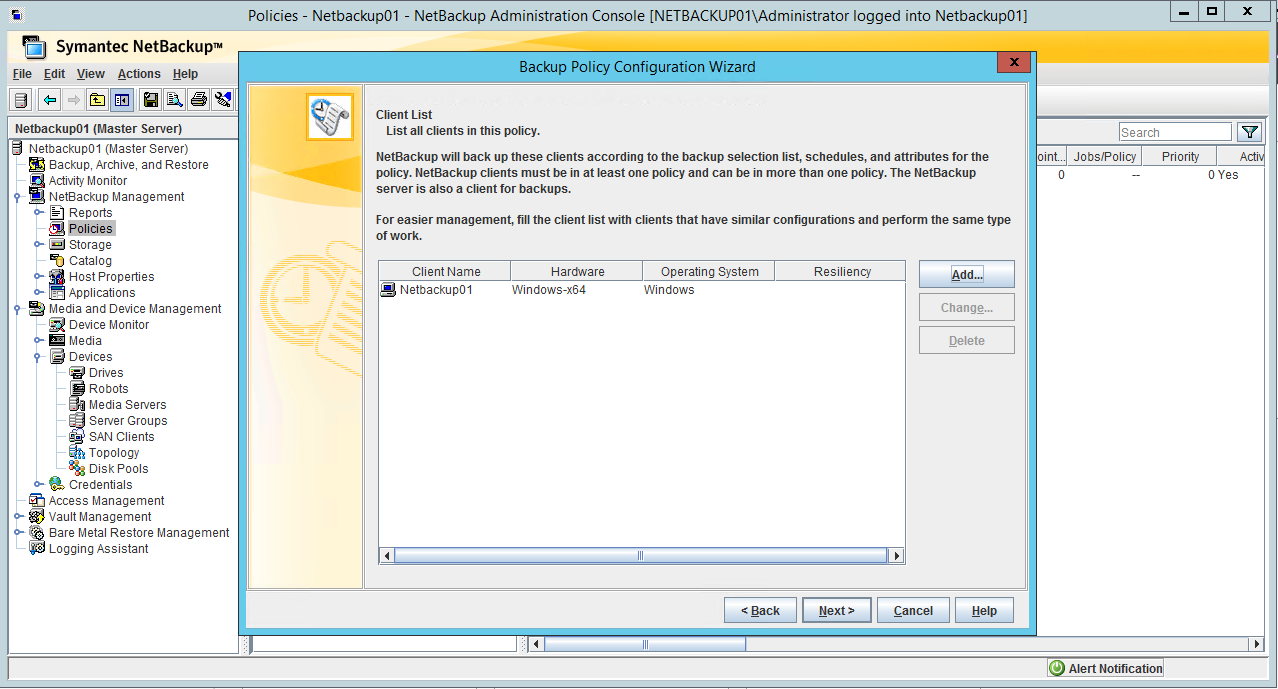 Policies - Netbackup01 - NetBackup Administration Console [NETBACKUP01\Administrator logged into Netbackup01]
Symantec NetBackup™
File Edit View Actions Help
Netbackup01 (Master Server)
Netbackup01 (Master Server)
Backup, Archive, and Restore
Activity Monitor
NetBackup Management
Reports
Policies
Storage
Catalog
Host Properties
Applications
Media and Device Management
Device Monitor
Media
Devices
Drives
Robots
Media Servers
Server Groups
SAN Clients
Topology
Disk Pools
Credentials
Access Management
Vault Management
Bare Metal Restore Management
Logging Assistant
Backup Policy Configuration Wizard
X
Client List
List all clients in this policy.
NetBackup will back up these clients according to the backup selection list, schedules, and attributes for the
policy. NetBackup clients must be in at least one policy and can be in more than one policy. The NetBackup
server is also a client for backups.
For easier management, fill the client list with clients that have similar configurations and perform the same type
of work.
Client Name Hardware Operating System Resiliency
Netbackup01 Windows-x64 Windows
Add...
Change...
Delete
< Back Next > Cancel Help
Search
oint... Jobs/Policy Priority Activ
0 -- 0 Yes
Alert Notification